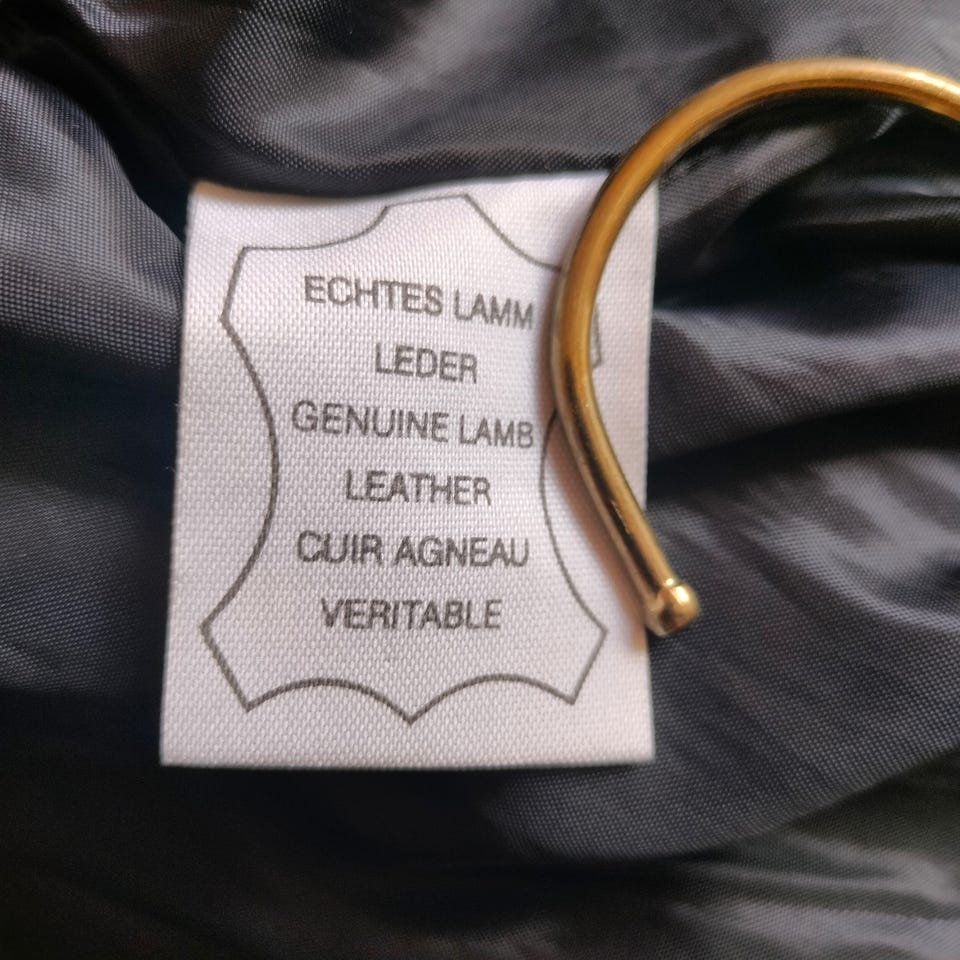 ECHTES LAMM
LEDER
GENUINE LAMB
LEATHER
CUIR AGNEAU
VERITABLE